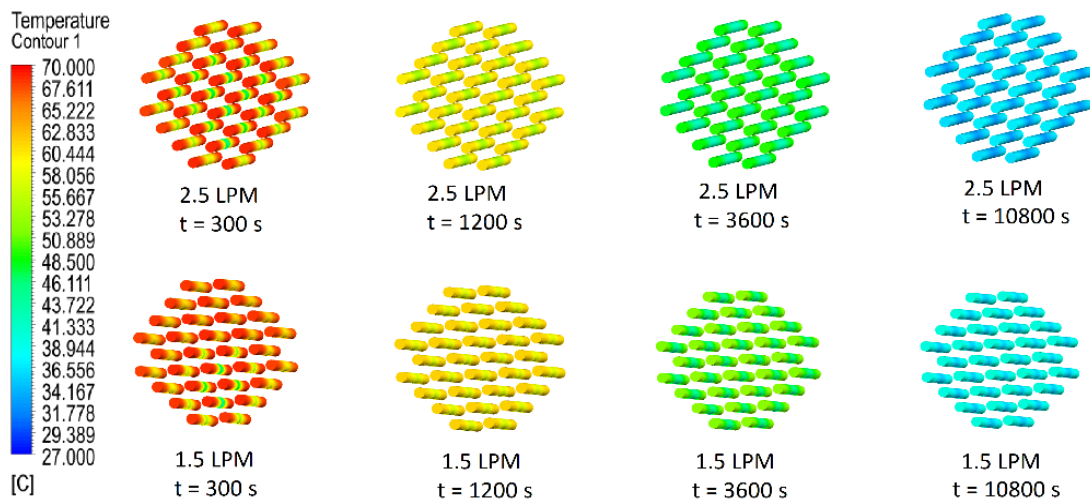 Temperature
Contour 1
70.000
67.611
65.222
62.833
60.444
58.056
55.667
53.278
50.889
48.500
46.111
43.722
41.333
38.944
36.556
34.167
31.778
29.389
27.000
[C]
2.5 LPM
t = 300 s
2.5 LPM
t = 1200 s
2.5 LPM
t = 3600 s
2.5 LPM
t = 10800 s
1.5 LPM
t = 300 s
1.5 LPM
t = 1200 s
1.5 LPM
t = 3600 s
1.5 LPM
t = 10800 s